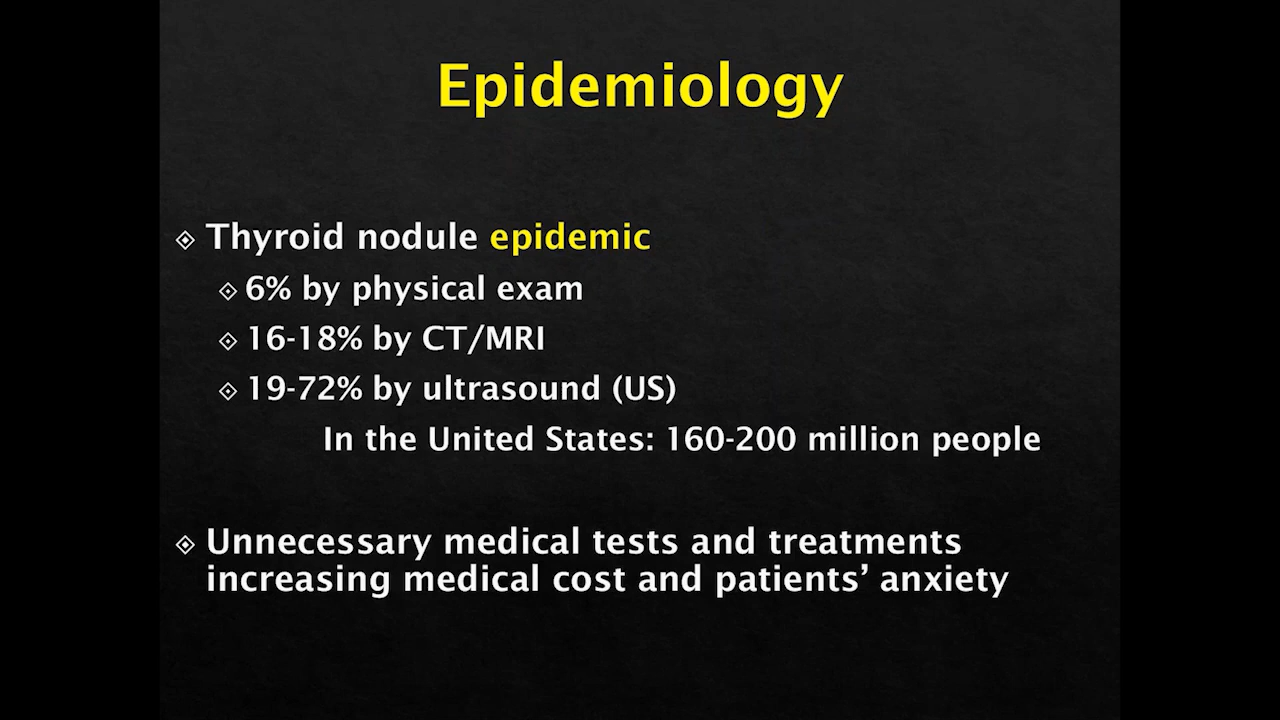 Epidemiology
Thyroid nodule epidemic
6% by physical exam
16-18% by CT/MRI
19-72% by ultrasound (US)
In the United States: 160-200 million people
Unnecessary medical tests and treatments
increasing medical cost and patients’ anxiety